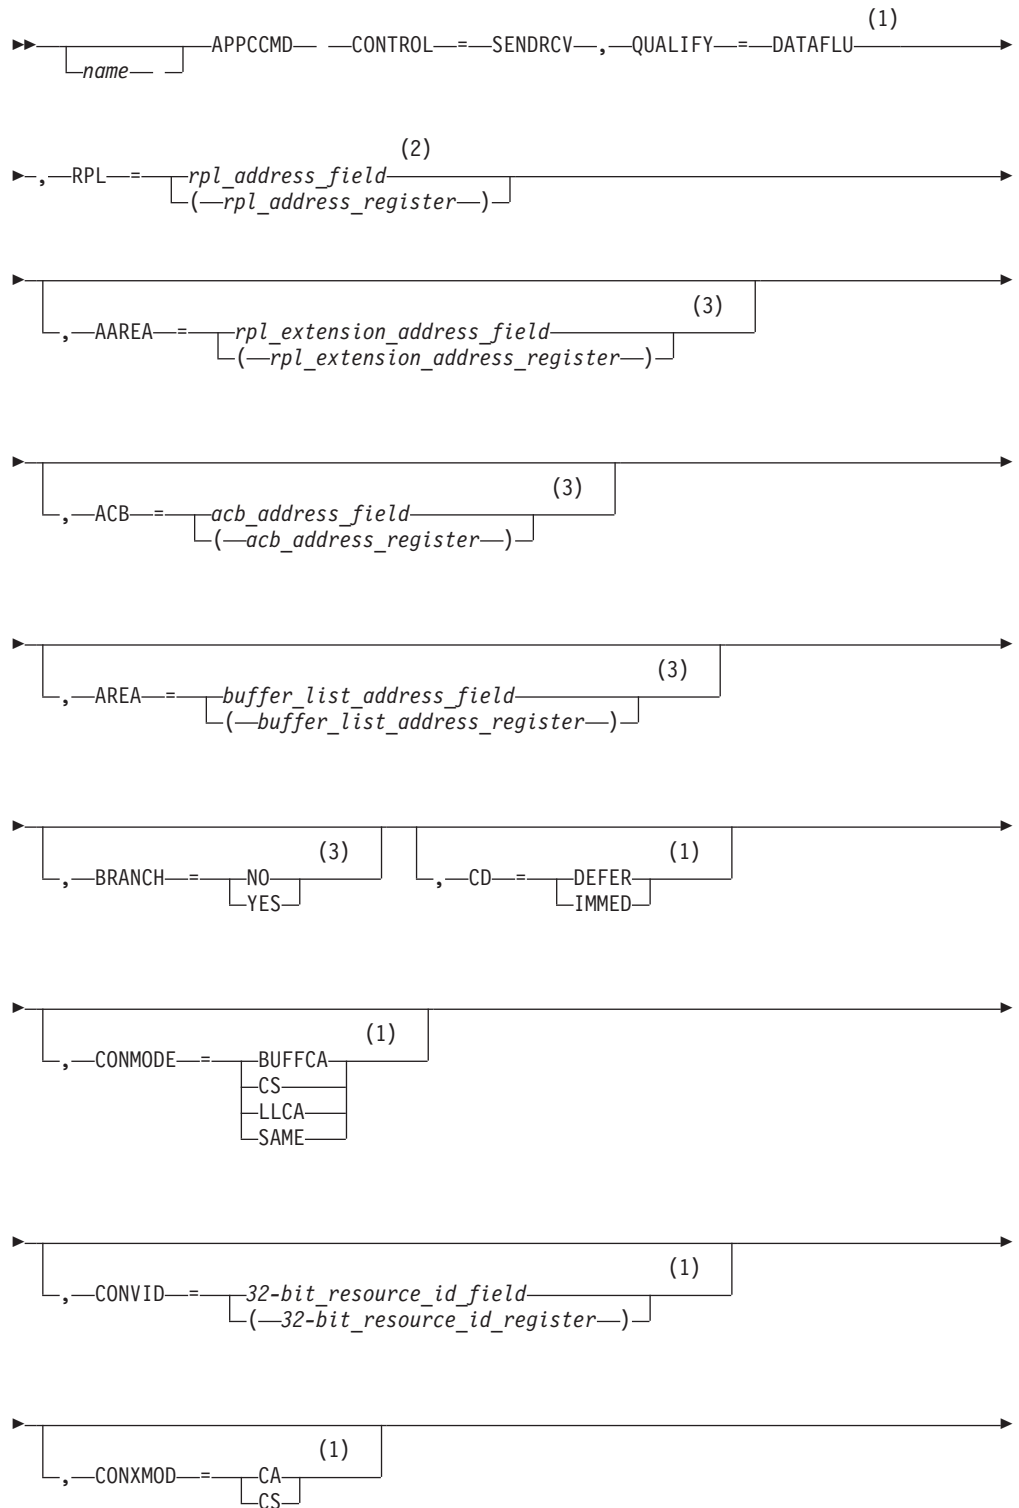 (1)
APPCCMD CONTROL = SENDRCV , QUALIFY = DATAFLU
name
(2)
, RPL = rpl_address_field
( rpl_address_register )
(3)
, AAREA = rpl_extension_address_field
( rpl_extension_address_register )
(3)
, ACB = acb_address_field
( acb_address_register )
(3)
, AREA = buffer_list_address_field
( buffer_list_address_register )
(3) (1)
, BRANCH = NO , CD = DEFER
YES IMMED
(1)
, CONMODE = BUFFCA
CS
LLCA
SAME
(1)
, CONVID = 32-bit_resource_id_field
( 32-bit_resource_id_register )
(1)
, CONXMOD = CA
CS